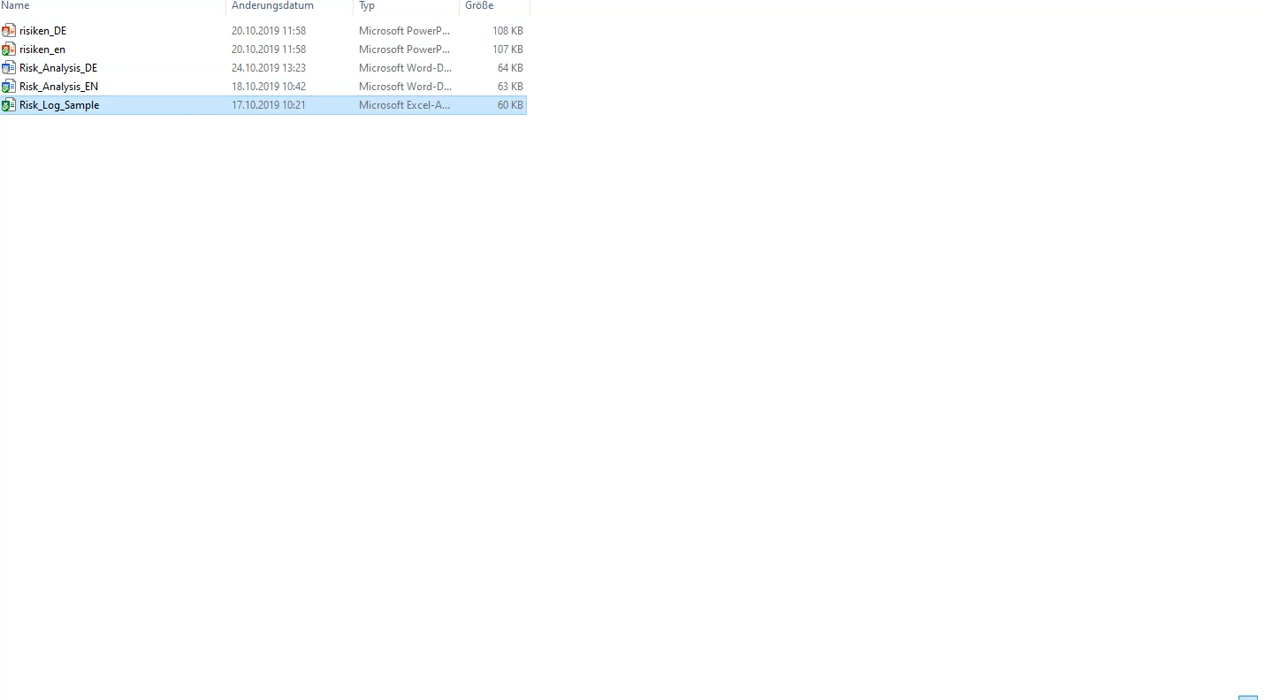 Name Änderungsdatum Typ Größe
risiken_DE 20.10.2019 11:58 Microsoft PowerP... 108 KB
risiken_en 20.10.2019 11:58 Microsoft PowerP... 107 KB
Risk_Analysis_DE 24.10.2019 13:23 Microsoft Word-D... 64 KB
Risk_Analysis_EN 18.10.2019 10:42 Microsoft Word-D... 63 KB
Risk_Log_Sample 17.10.2019 10:21 Microsoft Excel-A... 60 KB